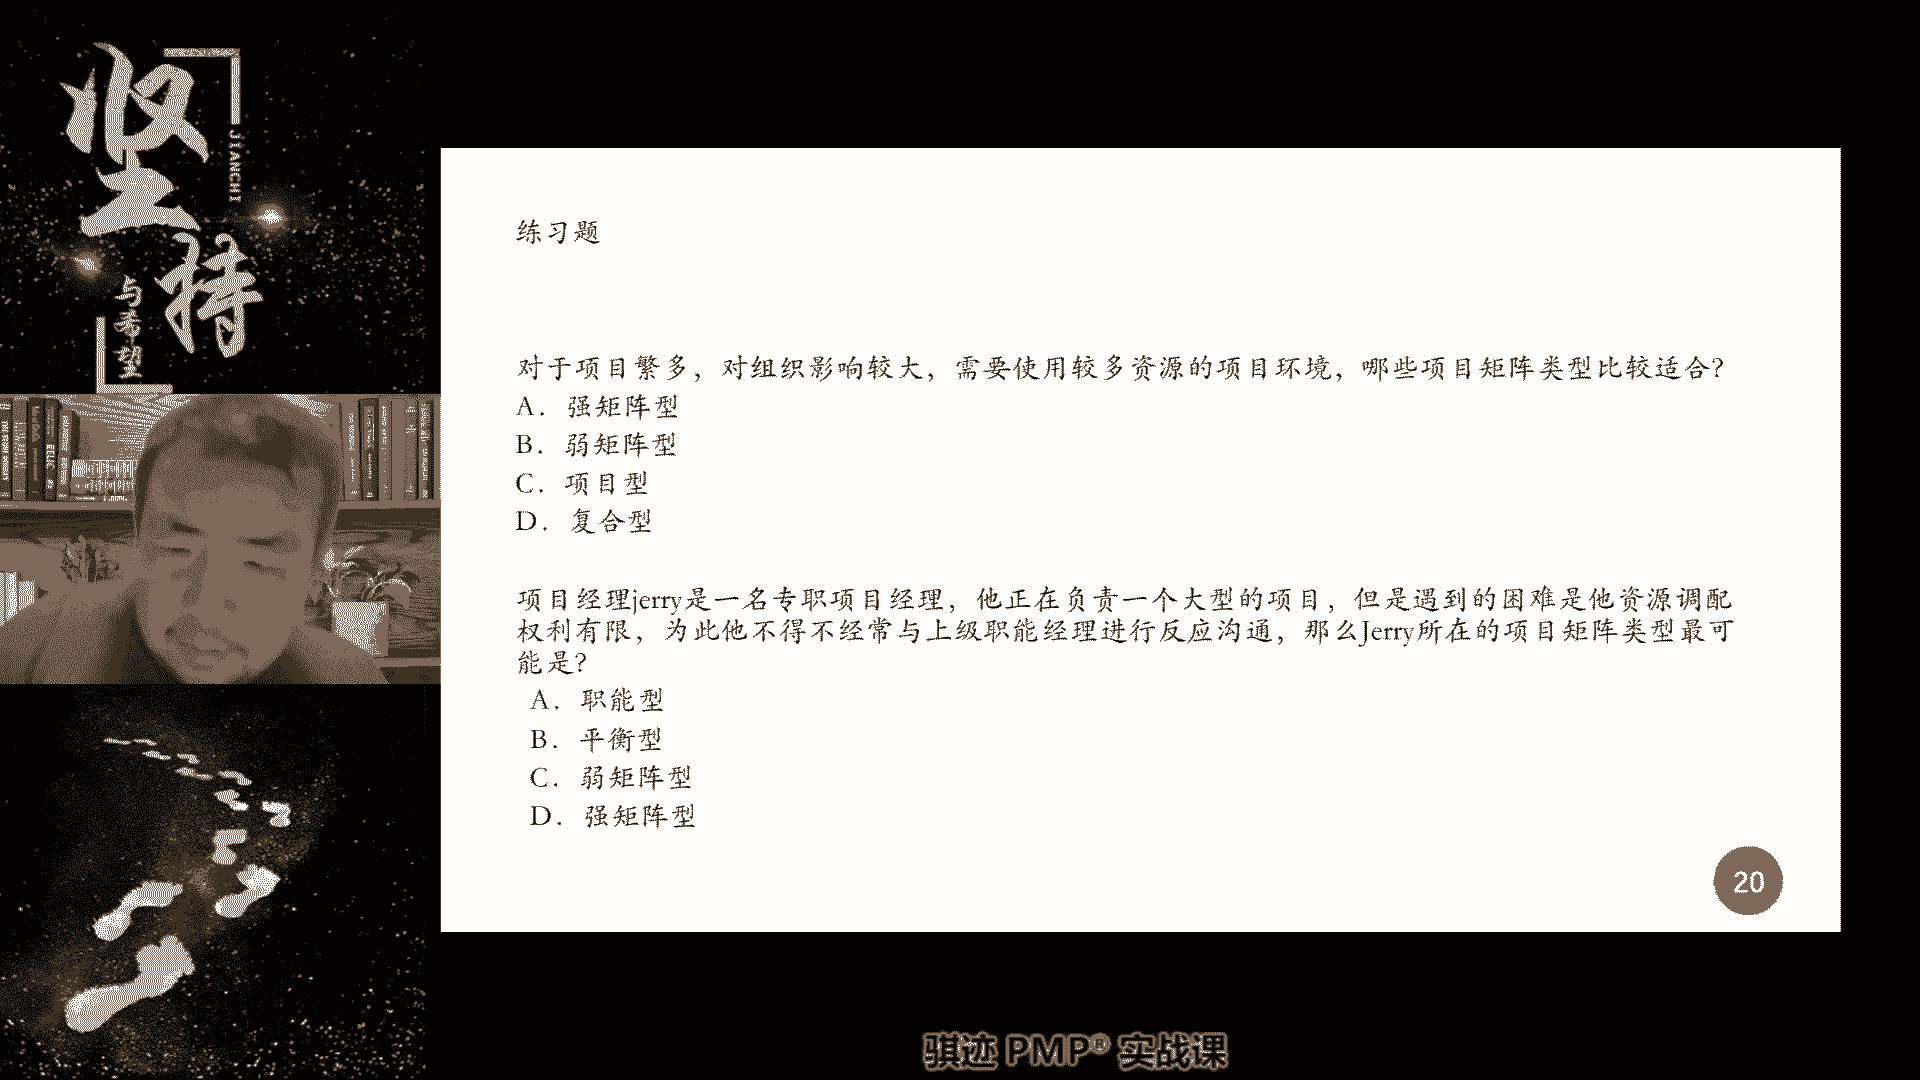 坚持
JIANCHI
与希望
练习题
对于项目繁多，对组织影响较大，需要使用较多资源的项目环境，哪些项目矩阵类型比较适合？
A．强矩阵型
B．弱矩阵型
C．项目型
D．复合型
项目经理jerry是一名专职项目经理，他正在负责一个大型的项目，但是遇到的困难是他资源调配
权利有限，为此他不得不经常与上级职能经理进行反应沟通，那么Jerry所在的项目矩阵类型最可
能是？
A．职能型
B．平衡型
C．弱矩阵型
D．强矩阵型
20
骐迹 PMP® 实战课